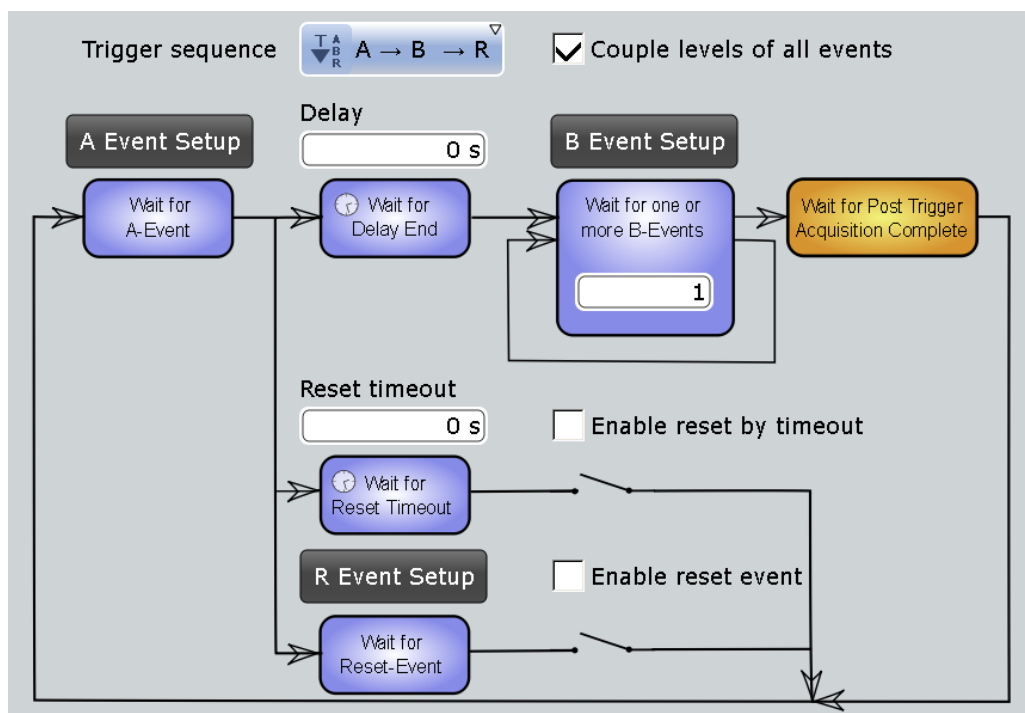 Trigger sequence
T A B R A → B → R
Couple levels of all events
Delay
0 s
A Event Setup
B Event Setup
Wait for
A-Event
Wait for
Delay End
Wait for one or
more B-Events
1
Wait for Post Trigger
Acquisition Complete
Reset timeout
0 s
Enable reset by timeout
Wait for
Reset Timeout
R Event Setup
Enable reset event
Wait for
Reset-Event